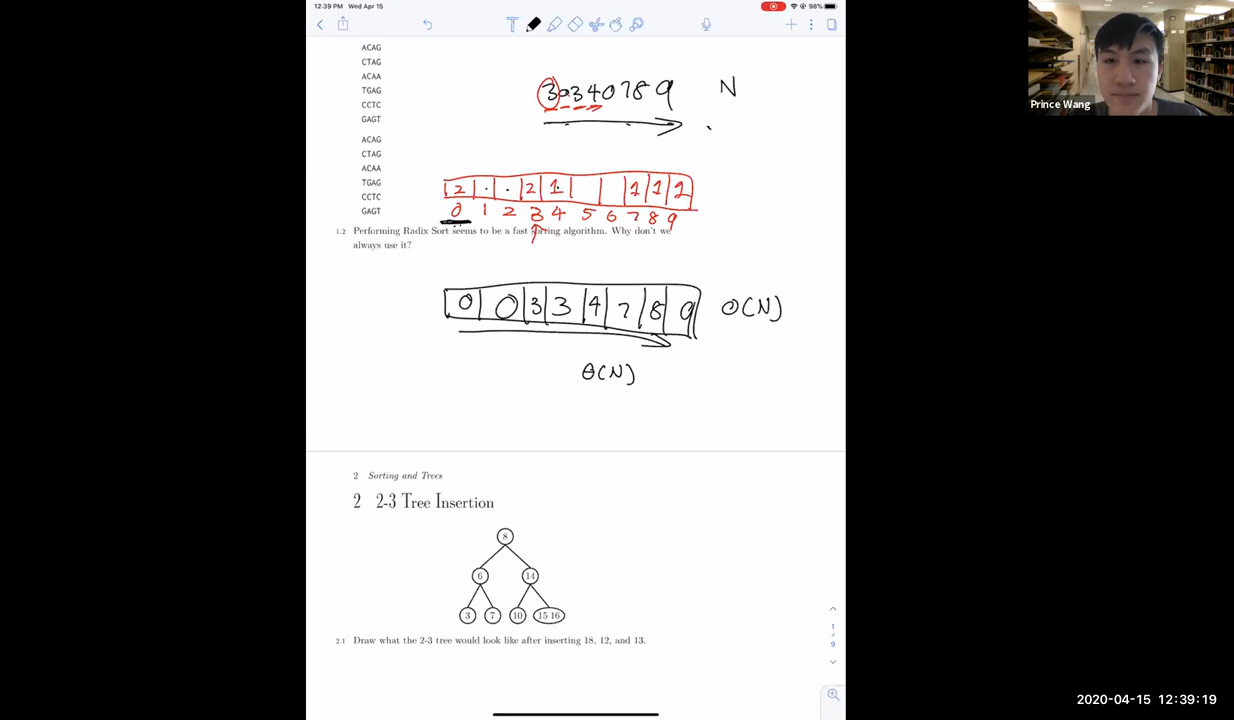 12:39 PM Wed Apr 15
98%
ACAG
CTAG
ACAA
TGAG
CCTC
GAGT
30340789 N
Prince Wang
ACAG
CTAG
ACAA
TGAG
CCTC
GAGT
2 . . 2 1 1 1 1
0 1 2 3 4 5 6 7 8 9
1.2 Performing Radix Sort seems to be a fast sorting algorithm. Why don't we
always use it?
0 0 3 3 4 7 8 9 Θ(N)
Θ(N)
2 Sorting and Trees
2 2-3 Tree Insertion
8
6 14
3 7 10 15 16
2.1 Draw what the 2-3 tree would look like after inserting 18, 12, and 13.
1
/
9
2020-04-15 12:39:19